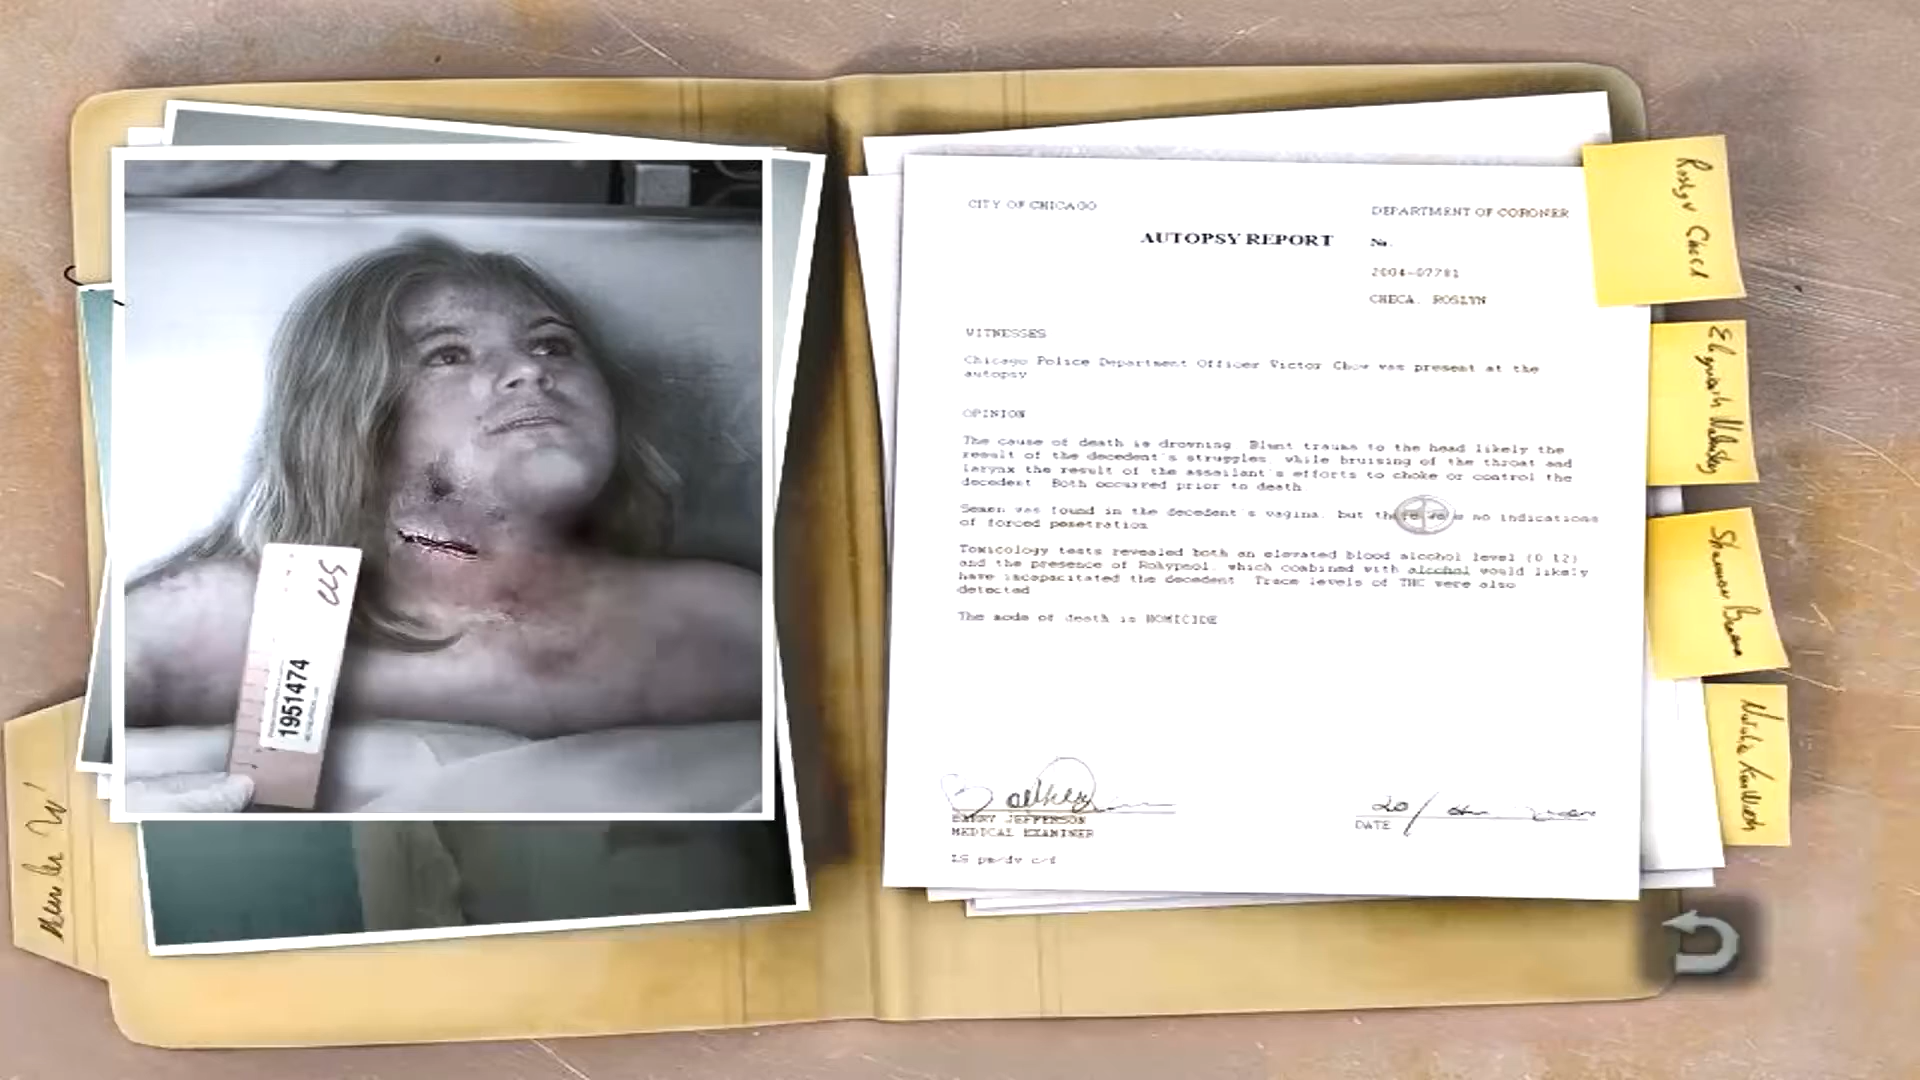 CITY OF CHICAGO
DEPARTMENT OF CORONER
AUTOPSY REPORT
No.
2004-07781
CHECA, ROSLYN
WITNESSES
Chicago Police Department Officer Victor Chow was present at the
autopsy
OPINION
The cause of death is drowning. Blunt trauma to the head likely the
result of the decedent's struggles, while bruising of the throat and
larynx the result of the assailant's efforts to choke or control the
decedent. Both occurred prior to death.
Semen was found in the decedent's vagina, but there was no indications
of forced penetration
Toxicology tests revealed both an elevated blood alcohol level (0.12)
and the presence of Rohypnol, which combined with alcohol would likely
have incapacitated the decedent. Trace levels of THC were also
detected
The mode of death is HOMICIDE
BARRY JEFFERSON
MEDICAL EXAMINER
DATE
20/
1951474
Roslyn Checa
Shannon Brown